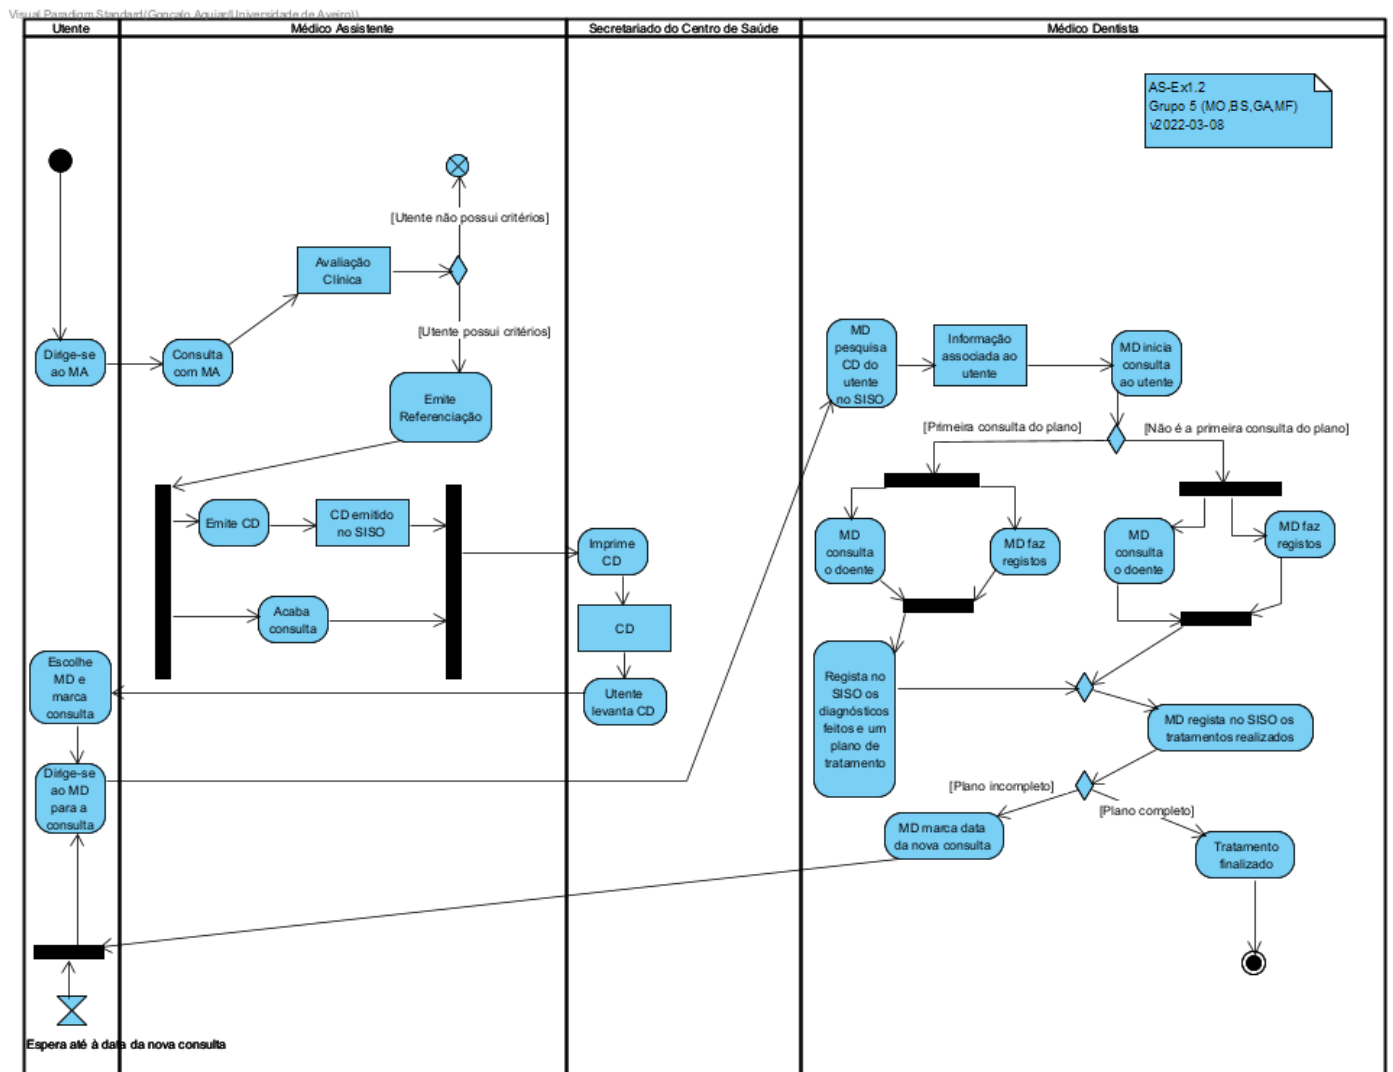 Visual Paradigm Standard(Gonçalo Aguiar(Universidade de Aveiro))
Utente
Médico Assistente
Secretariado do Centro de Saúde
Médico Dentista
AS-Ex1.2
Grupo 5 (MO,BS,GA,MF)
v2022-03-08
[Utente não possui critérios]
Avaliação
Clínica
[Utente possui critérios]
Dirige-se
ao MA
Consulta
com MA
Emite
Referenciação
MD
pesquisa
CD do
utente
no SISO
Informação
associada ao
utente
MD inicia
consulta
ao utente
[Primeira consulta do plano]
[Não é a primeira consulta do plano]
Emite CD
CD emitido
no SISO
Acaba
consulta
Imprime
CD
CD
Utente
levanta CD
MD
consulta
o doente
MD faz
registos
MD
consulta
o doente
MD faz
registos
Escolhe
MD e
marca
consulta
Dirige-se
ao MD
para a
consulta
Regista no
SISO os
diagnósticos
feitos e um
plano de
tratamento
MD regista no SISO os
tratamentos realizados
[Plano incompleto]
[Plano completo]
MD marca data
da nova consulta
Tratamento
finalizado
Espera até à data da nova consulta